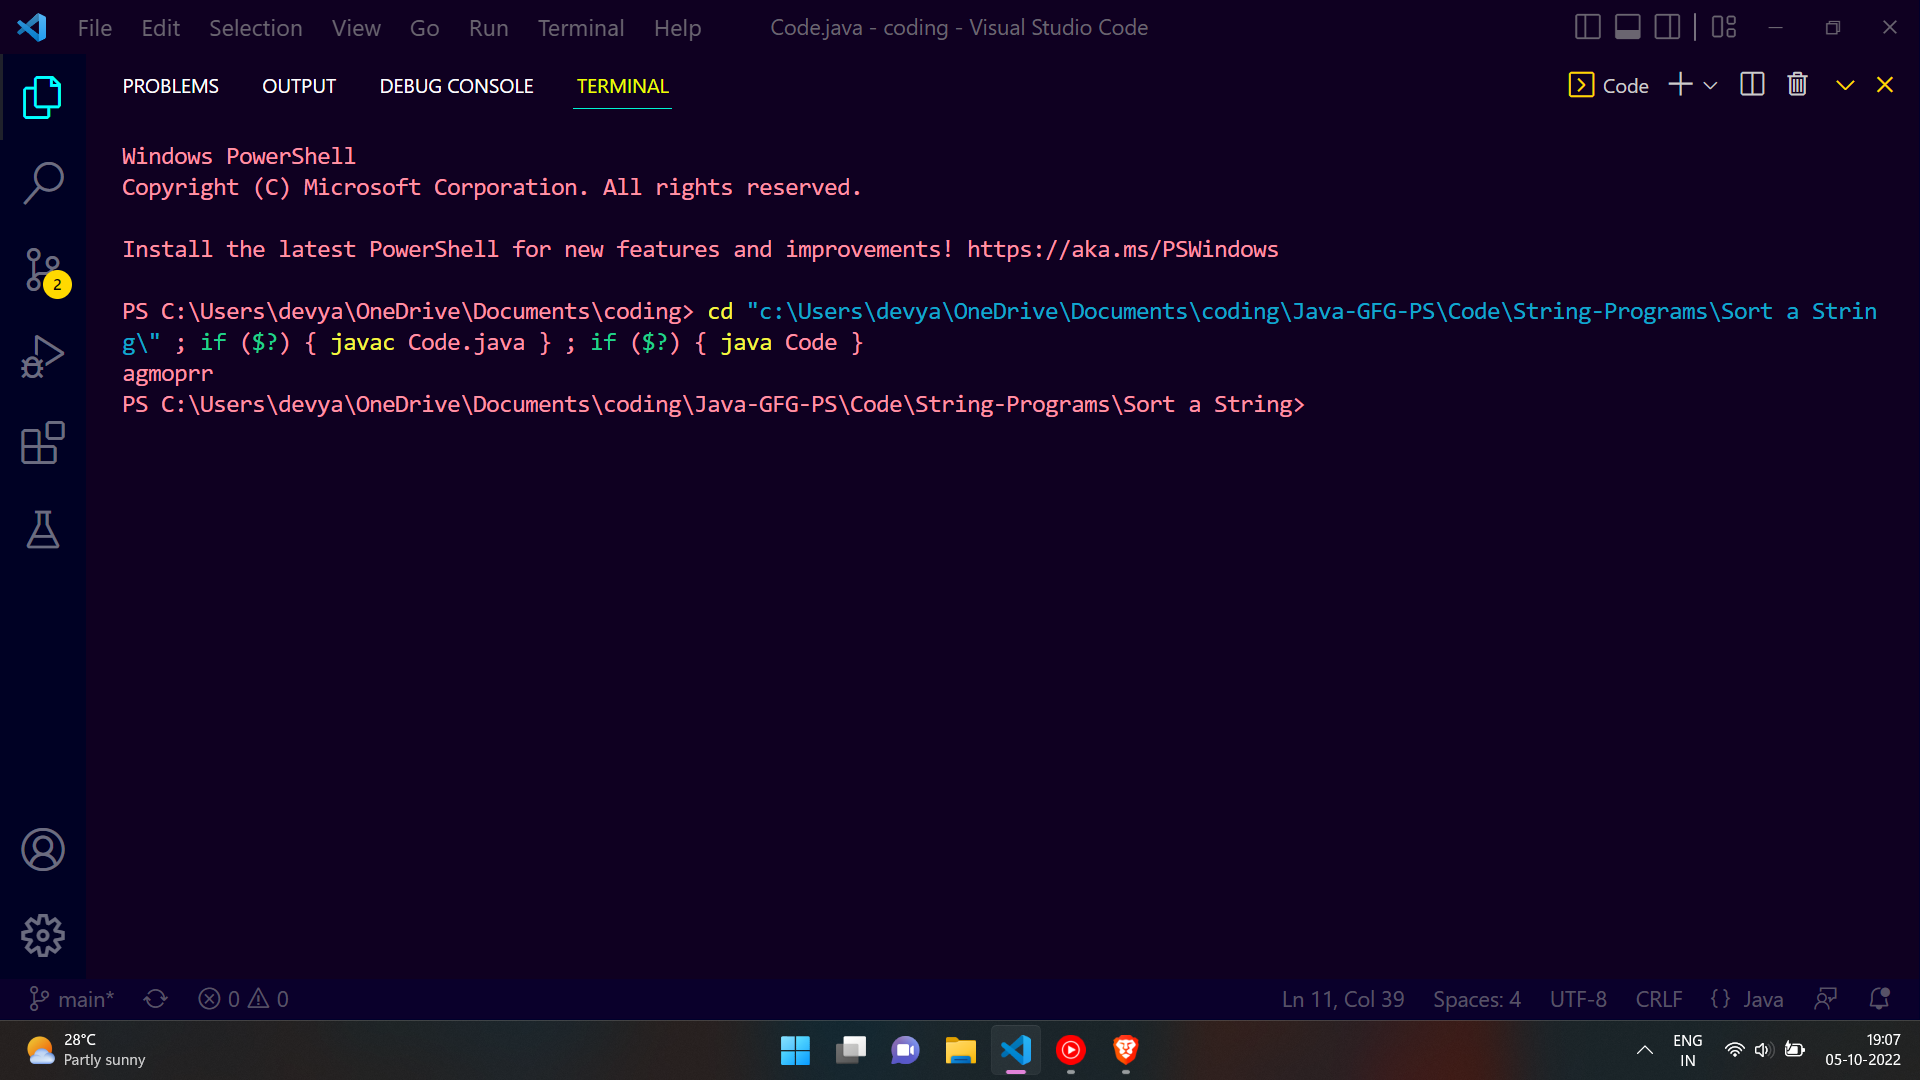 File Edit Selection View Go Run Terminal Help Code.java - coding - Visual Studio Code
PROBLEMS OUTPUT DEBUG CONSOLE TERMINAL Code
Windows PowerShell
Copyright (C) Microsoft Corporation. All rights reserved.
Install the latest PowerShell for new features and improvements! https://aka.ms/PSWindows
PS C:\Users\devya\OneDrive\Documents\coding> cd "c:\Users\devya\OneDrive\Documents\coding\Java-GFG-PS\Code\String-Programs\Sort a Strin
g\" ; if ($?) { javac Code.java } ; if ($?) { java Code }
agmoprr
PS C:\Users\devya\OneDrive\Documents\coding\Java-GFG-PS\Code\String-Programs\Sort a String>
2
main* 0 0 Ln 11, Col 39 Spaces: 4 UTF-8 CRLF {} Java
28°C
Partly sunny
ENG
IN
19:07
05-10-2022